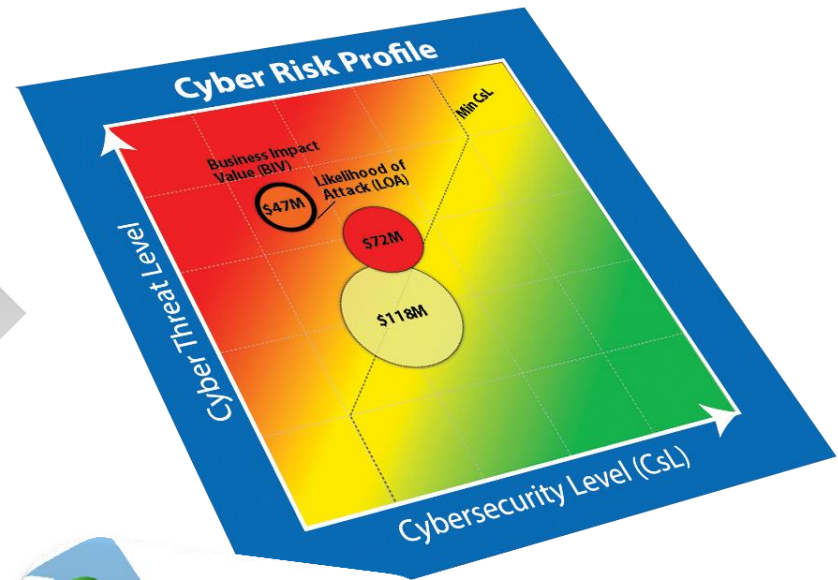 Cyber Risk Profile
Min CsL
Business Impact
Value (BIV)
Likelihood of
Attack (LOA)
$47M
$72M
$118M
Cyber Threat Level
Cybersecurity Level (CsL)